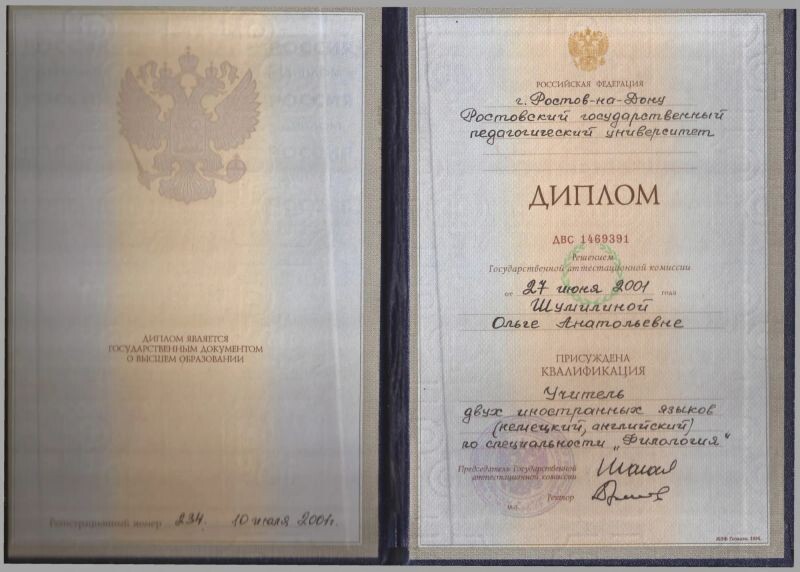 ДИПЛОМ ЯВЛЯЕТСЯ
ГОСУДАРСТВЕННЫМ ДОКУМЕНТОМ
О ВЫСШЕМ ОБРАЗОВАНИИ
Регистрационный номер 234. 10 июля 2001г.
РОССИЙСКАЯ ФЕДЕРАЦИЯ
г. Ростов-на-Дону
Ростовский государственный
педагогический университет
ДИПЛОМ
ДВС 1469391
Решением
Государственной аттестационной комиссии
от 27 июня 2001 года
Шумилиной
Ольге Анатольевне
ПРИСУЖДЕНА
КВАЛИФИКАЦИЯ
Учитель
двух иностранных языков
(немецкий, английский)
по специальности „Филология“
Председатель Государственной
аттестационной комиссии
Ректор
М.П.